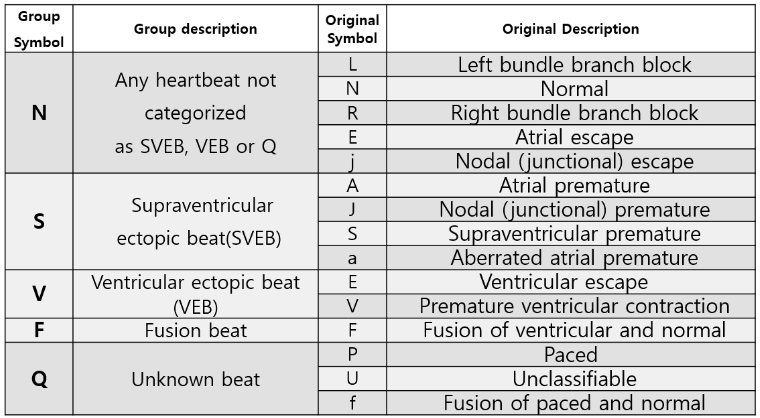 Group Symbol | Group description | Original Symbol | Original Description
N | Any heartbeat not categorized as SVEB, VEB or Q | L | Left bundle branch block
N | Normal
R | Right bundle branch block
E | Atrial escape
j | Nodal (junctional) escape
S | Supraventricular ectopic beat(SVEB) | A | Atrial premature
J | Nodal (junctional) premature
S | Supraventricular premature
a | Aberrated atrial premature
V | Ventricular ectopic beat (VEB) | E | Ventricular escape
V | Premature ventricular contraction
F | Fusion beat | F | Fusion of ventricular and normal
Q | Unknown beat | P | Paced
U | Unclassifiable
f | Fusion of paced and normal